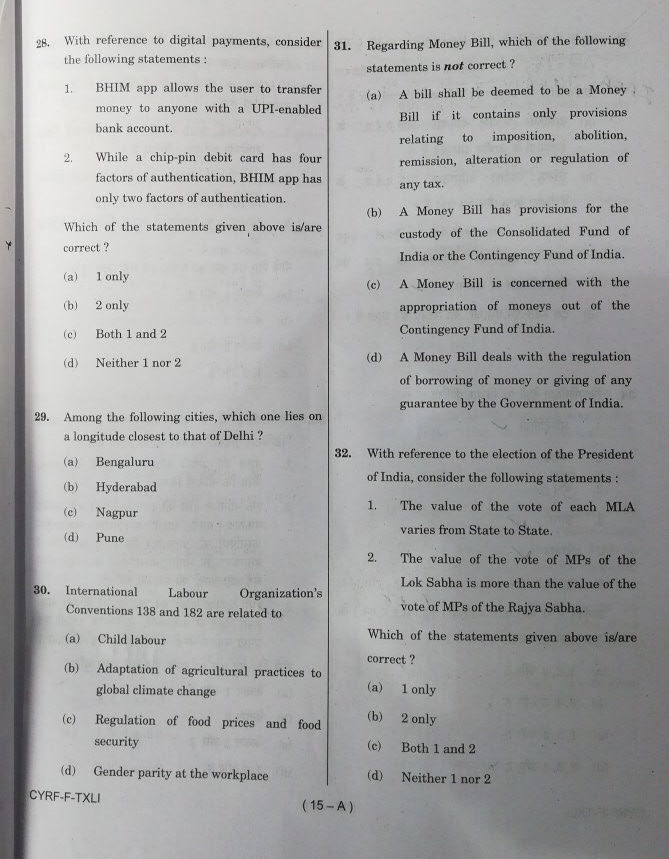 28. With reference to digital payments, consider
the following statements :
1. BHIM app allows the user to transfer
money to anyone with a UPI-enabled
bank account.
2. While a chip-pin debit card has four
factors of authentication, BHIM app has
only two factors of authentication.
Which of the statements given above is/are
correct ?
(a) 1 only
(b) 2 only
(c) Both 1 and 2
(d) Neither 1 nor 2
29. Among the following cities, which one lies on
a longitude closest to that of Delhi ?
(a) Bengaluru
(b) Hyderabad
(c) Nagpur
(d) Pune
30. International Labour Organization's
Conventions 138 and 182 are related to
(a) Child labour
(b) Adaptation of agricultural practices to
global climate change
(c) Regulation of food prices and food
security
(d) Gender parity at the workplace
31. Regarding Money Bill, which of the following
statements is not correct ?
(a) A bill shall be deemed to be a Money
Bill if it contains only provisions
relating to imposition, abolition,
remission, alteration or regulation of
any tax.
(b) A Money Bill has provisions for the
custody of the Consolidated Fund of
India or the Contingency Fund of India.
(c) A Money Bill is concerned with the
appropriation of moneys out of the
Contingency Fund of India.
(d) A Money Bill deals with the regulation
of borrowing of money or giving of any
guarantee by the Government of India.
32. With reference to the election of the President
of India, consider the following statements :
1. The value of the vote of each MLA
varies from State to State.
2. The value of the vote of MPs of the
Lok Sabha is more than the value of the
vote of MPs of the Rajya Sabha.
Which of the statements given above is/are
correct ?
(a) 1 only
(b) 2 only
(c) Both 1 and 2
(d) Neither 1 nor 2
CYRF-F-TXLI
( 15 – A )